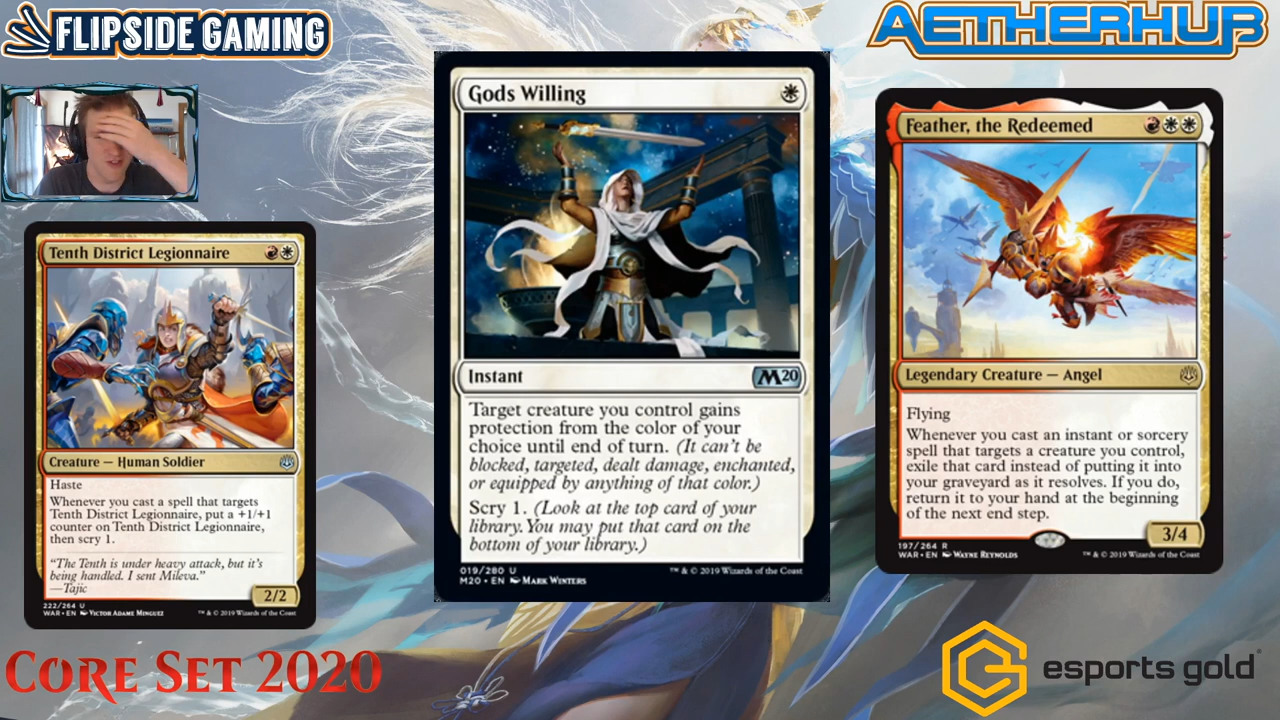 FLIPSIDE GAMING
AETHERHUB
Tenth District Legionnaire
Creature — Human Soldier
Haste
Whenever you cast a spell that targets
Tenth District Legionnaire, put a +1/+1
counter on Tenth District Legionnaire,
then scry 1.
"The Tenth is under heavy attack, but it's
being handled. I sent Mileva."
—Tajic
2/2
222/264 U
WAR • EN Victor Adame Minguez
™ & © 2019 Wizards of the Coast
Gods Willing
Instant
M20
Target creature you control gains
protection from the color of your
choice until end of turn. (It can't be
blocked, targeted, dealt damage, enchanted,
or equipped by anything of that color.)
Scry 1. (Look at the top card of your
library. You may put that card on the
bottom of your library.)
019/280 U
M20 • EN Mark Winters
™ & © 2019 Wizards of the Coast
Feather, the Redeemed
Legendary Creature — Angel
Flying
Whenever you cast an instant or sorcery
spell that targets a creature you control,
exile that card instead of putting it into
your graveyard as it resolves. If you do,
return it to your hand at the beginning
of the next end step.
3/4
197/264 R
WAR • EN Wayne Reynolds
™ & © 2019 Wizards of the Coast
Core Set 2020
esports gold